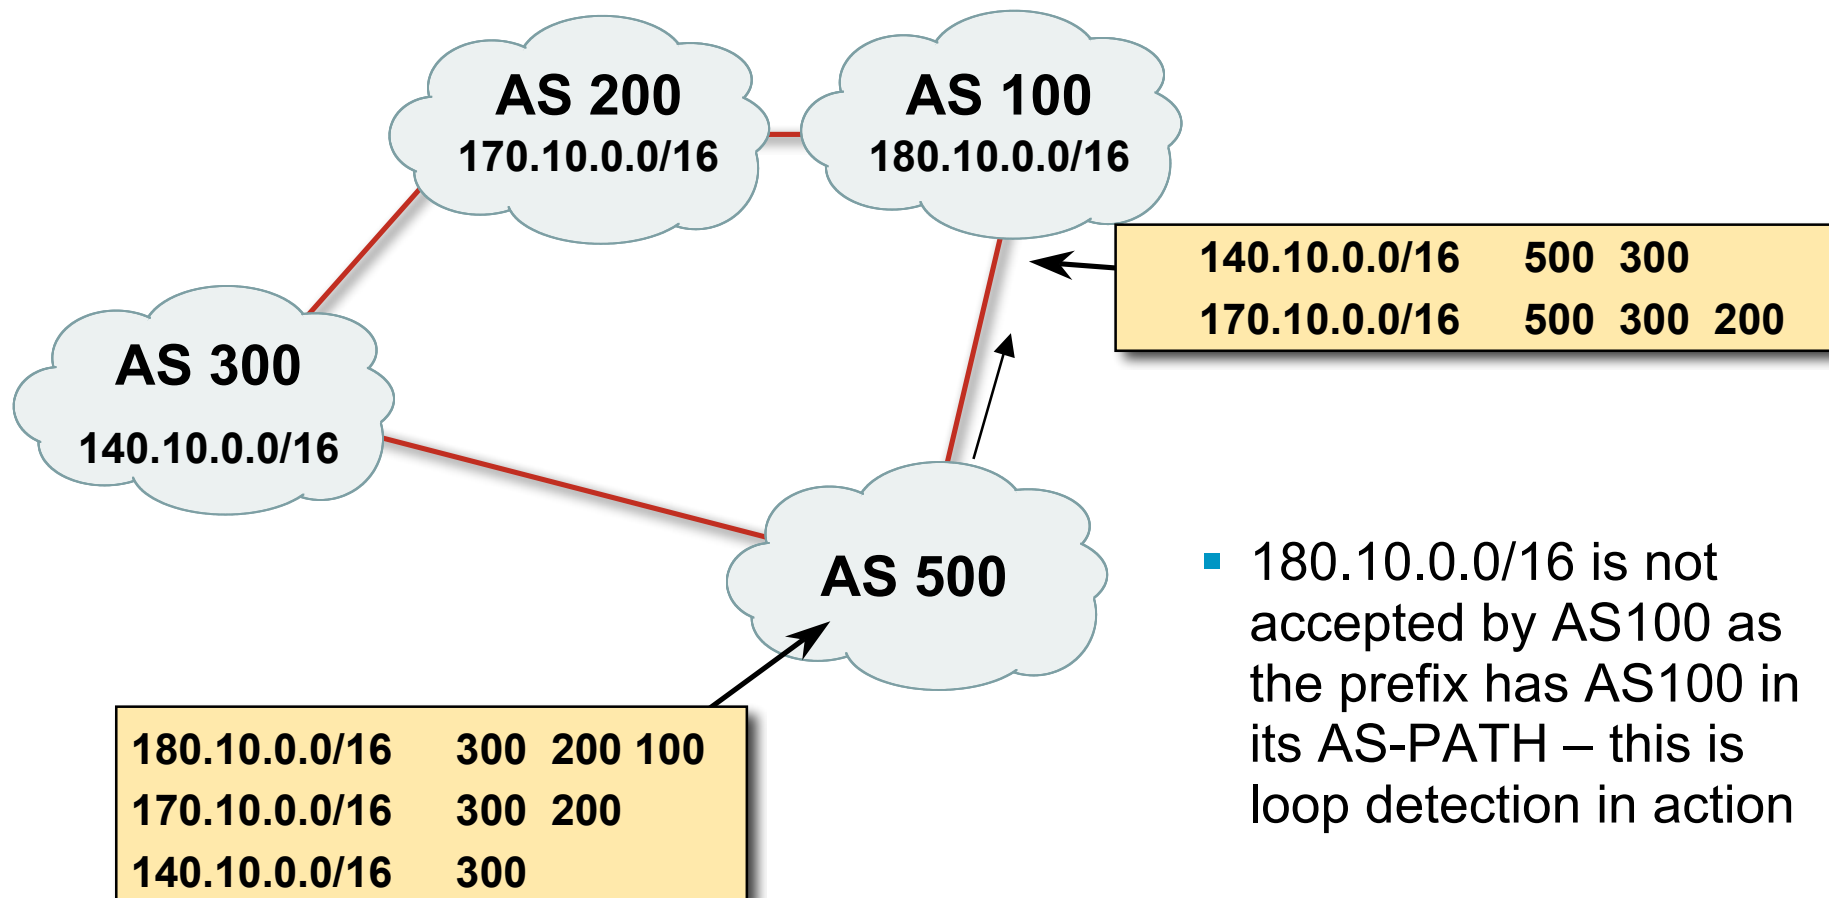 AS 200
170.10.0.0/16
AS 100
180.10.0.0/16
140.10.0.0/16 500 300
170.10.0.0/16 500 300 200
AS 300
140.10.0.0/16
AS 500
180.10.0.0/16 is not
accepted by AS100 as
the prefix has AS100 in
its AS-PATH – this is
loop detection in action
180.10.0.0/16 300 200 100
170.10.0.0/16 300 200
140.10.0.0/16 300